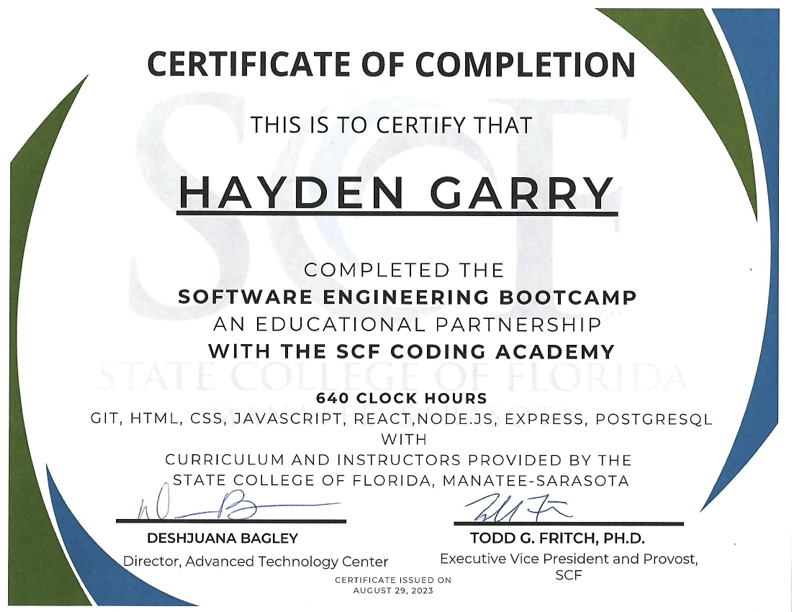 CERTIFICATE OF COMPLETION
THIS IS TO CERTIFY THAT
HAYDEN GARRY
COMPLETED THE
SOFTWARE ENGINEERING BOOTCAMP
AN EDUCATIONAL PARTNERSHIP
WITH THE SCF CODING ACADEMY
SCF
STATE COLLEGE OF FLORIDA
MANATEE-SARASOTA
640 CLOCK HOURS
GIT, HTML, CSS, JAVASCRIPT, REACT,NODE.JS, EXPRESS, POSTGRESQL
WITH
CURRICULUM AND INSTRUCTORS PROVIDED BY THE
STATE COLLEGE OF FLORIDA, MANATEE-SARASOTA
DESHJUANA BAGLEY
Director, Advanced Technology Center
TODD G. FRITCH, PH.D.
Executive Vice President and Provost,
SCF
CERTIFICATE ISSUED ON
AUGUST 29, 2023